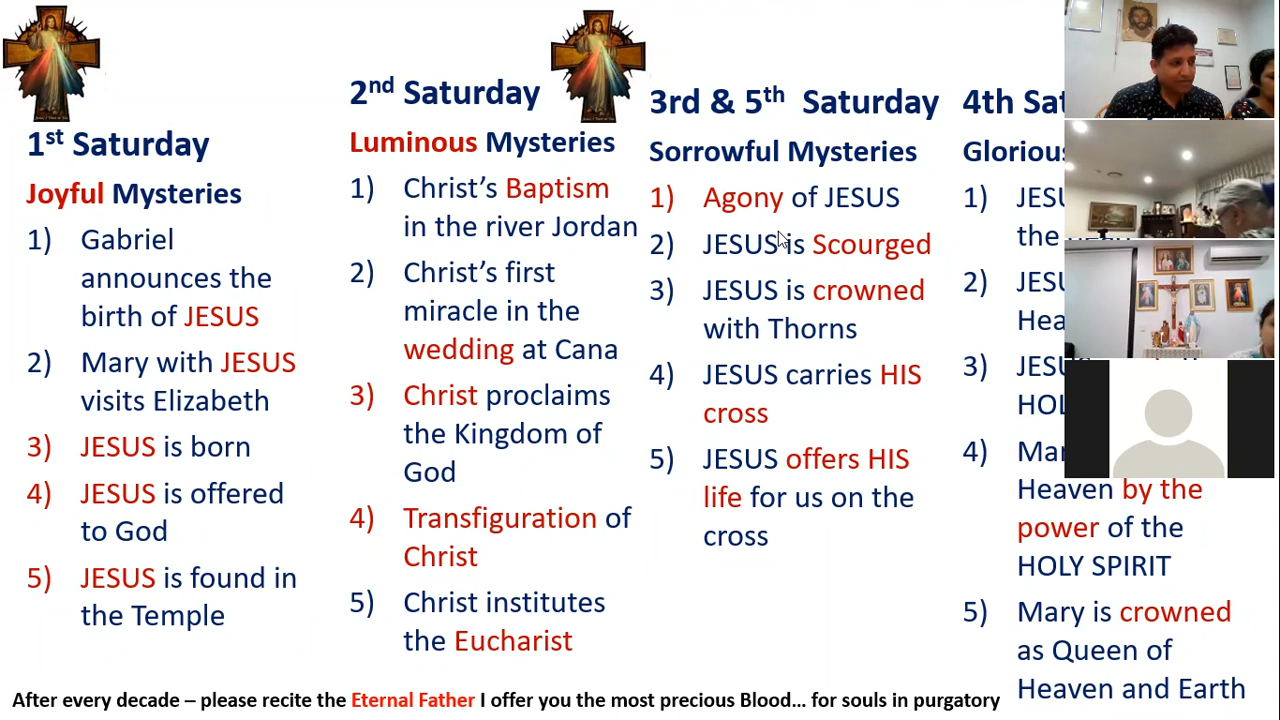 1st Saturday
Joyful Mysteries
1) Gabriel
announces the
birth of JESUS
2) Mary with JESUS
visits Elizabeth
3) JESUS is born
4) JESUS is offered
to God
5) JESUS is found in
the Temple
2nd Saturday
Luminous Mysteries
1) Christ's Baptism
in the river Jordan
2) Christ's first
miracle in the
wedding at Cana
3) Christ proclaims
the Kingdom of
God
4) Transfiguration of
Christ
5) Christ institutes
the Eucharist
3rd & 5th Saturday
Sorrowful Mysteries
1) Agony of JESUS
2) JESUS is Scourged
3) JESUS is crowned
with Thorns
4) JESUS carries HIS
cross
5) JESUS offers HIS
life for us on the
cross
4th
Glorious
1)
the
2)
3)
4)
Heaven by the
power of the
HOLY SPIRIT
5) Mary is crowned
as Queen of
Heaven and Earth
After every decade – please recite the Eternal Father I offer you the most precious Blood... for souls in purgatory